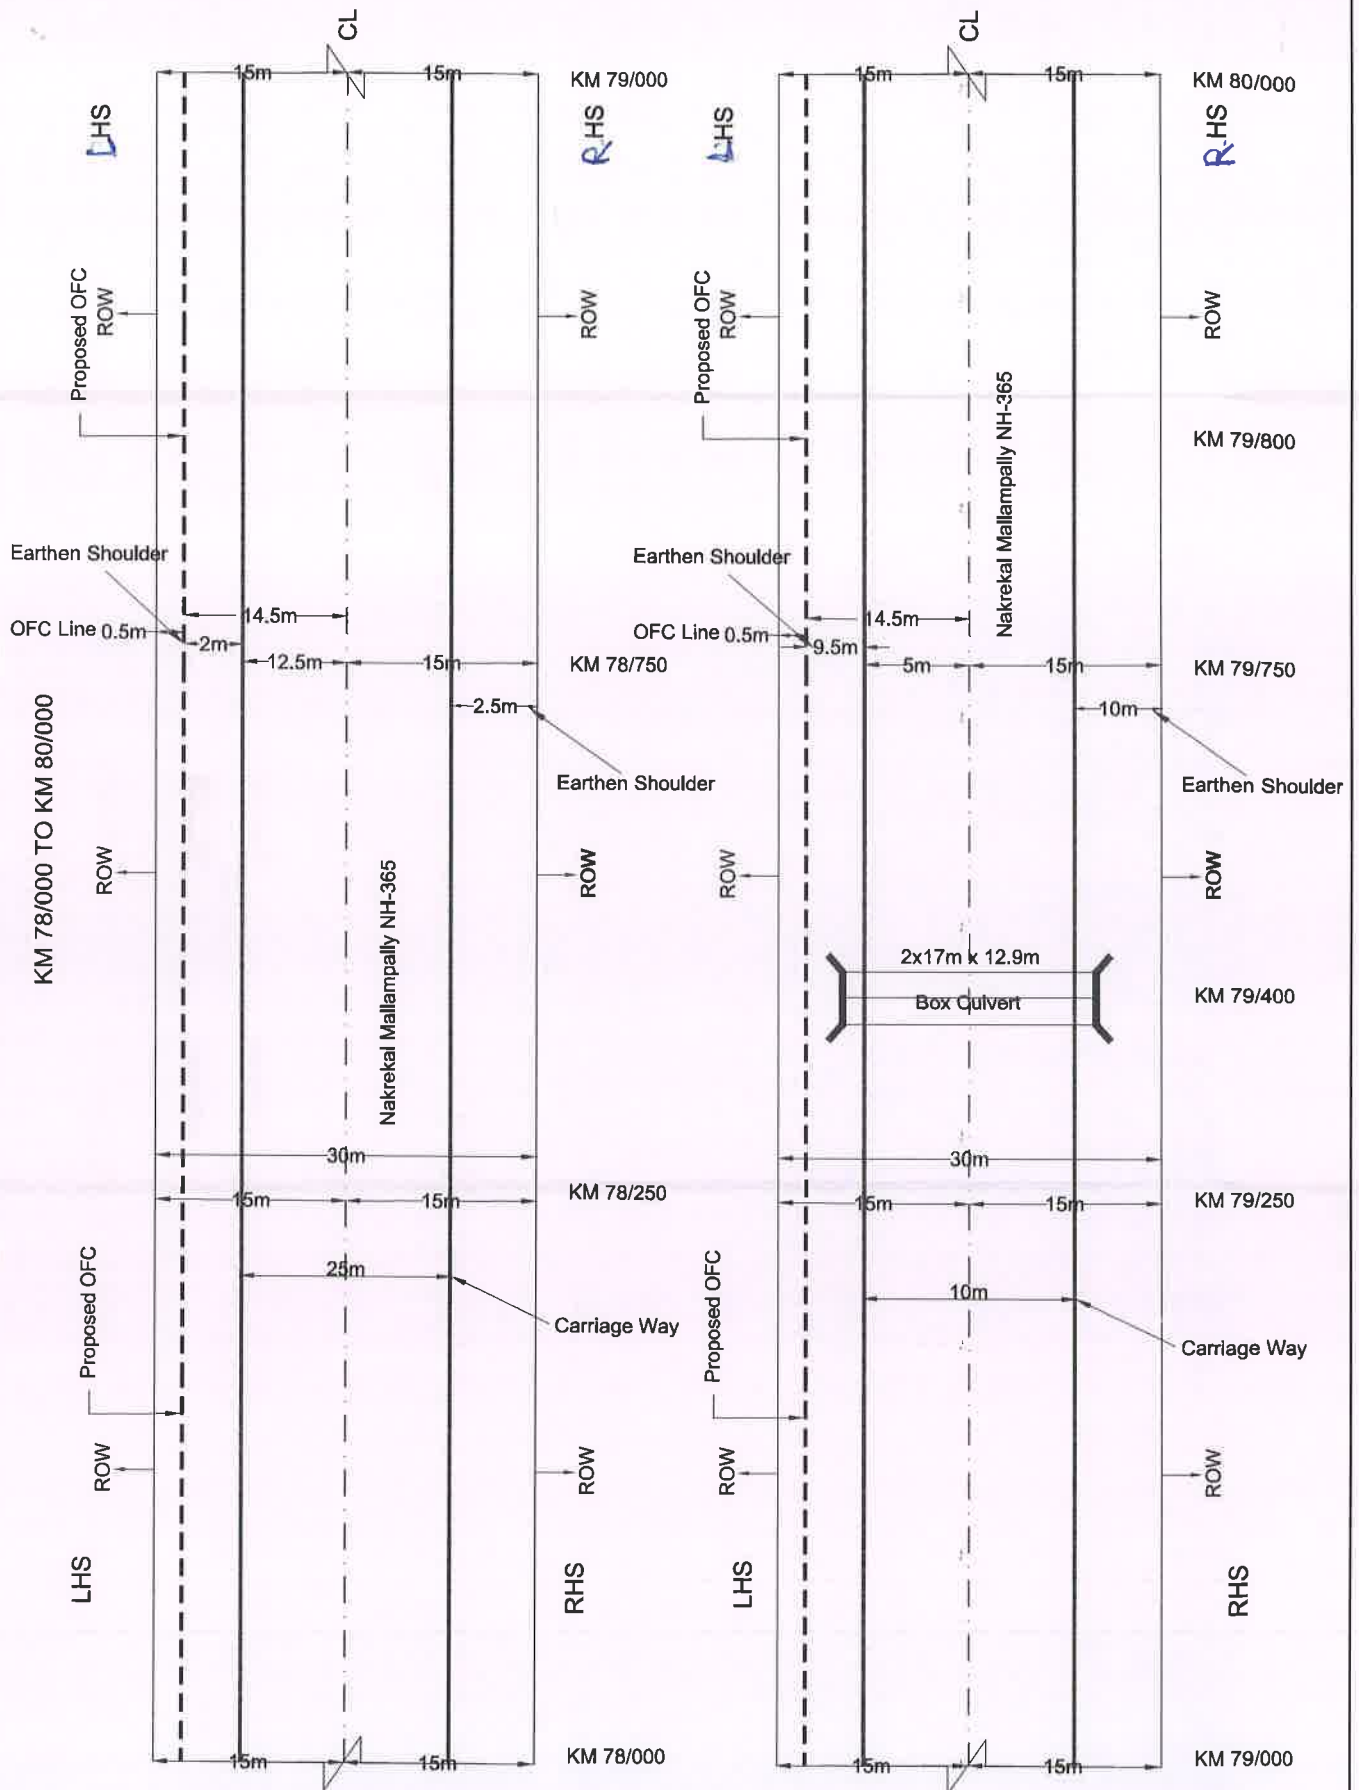 KM 78/000 TO KM 80/000
CL
15m 15m
KM 79/000
LHS
RHS
Proposed OFC
ROW
ROW
Earthen Shoulder
14.5m
OFC Line 0.5m
2m
12.5m
15m
KM 78/750
2.5m
Earthen Shoulder
ROW
ROW
Nakrekal Mallampally NH-365
30m
15m 15m
KM 78/250
25m
Carriage Way
Proposed OFC
ROW
ROW
LHS
RHS
15m 15m
KM 78/000
CL
15m 15m
KM 80/000
LHS
RHS
Proposed OFC
ROW
ROW
Nakrekal Mallampally NH-365
KM 79/800
Earthen Shoulder
14.5m
OFC Line 0.5m
9.5m
5m
15m
KM 79/750
10m
Earthen Shoulder
ROW
ROW
2x17m x 12.9m
Box Culvert
KM 79/400
30m
15m 15m
KM 79/250
10m
Carriage Way
Proposed OFC
ROW
ROW
LHS
RHS
15m 15m
KM 79/000